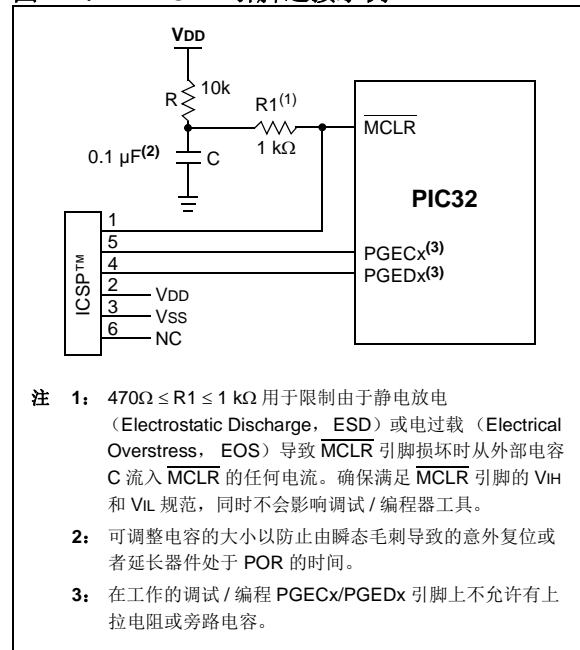 VDD
10k
R
R1(1)
MCLR
0.1 µF(2)
C
1 kΩ
PIC32
ICSP™
1
5
PGECx(3)
4
PGEDx(3)
2
VDD
3
VSS
6
NC
注 1: 470Ω ≤ R1 ≤ 1 kΩ 用于限制由于静电放电
（Electrostatic Discharge，ESD）或电过载（Electrical
Overstress，EOS）导致 MCLR 引脚损坏时从外部电容
C 流入 MCLR 的任何电流。确保满足 MCLR 引脚的 VIH
和 VIL 规范，同时不会影响调试 / 编程器工具。
2: 可调整电容的大小以防止由瞬态毛刺导致的意外复位或
者延长器件处于 POR 的时间。
3: 在工作的调试 / 编程 PGECx/PGEDx 引脚上不允许有上
拉电阻或旁路电容。